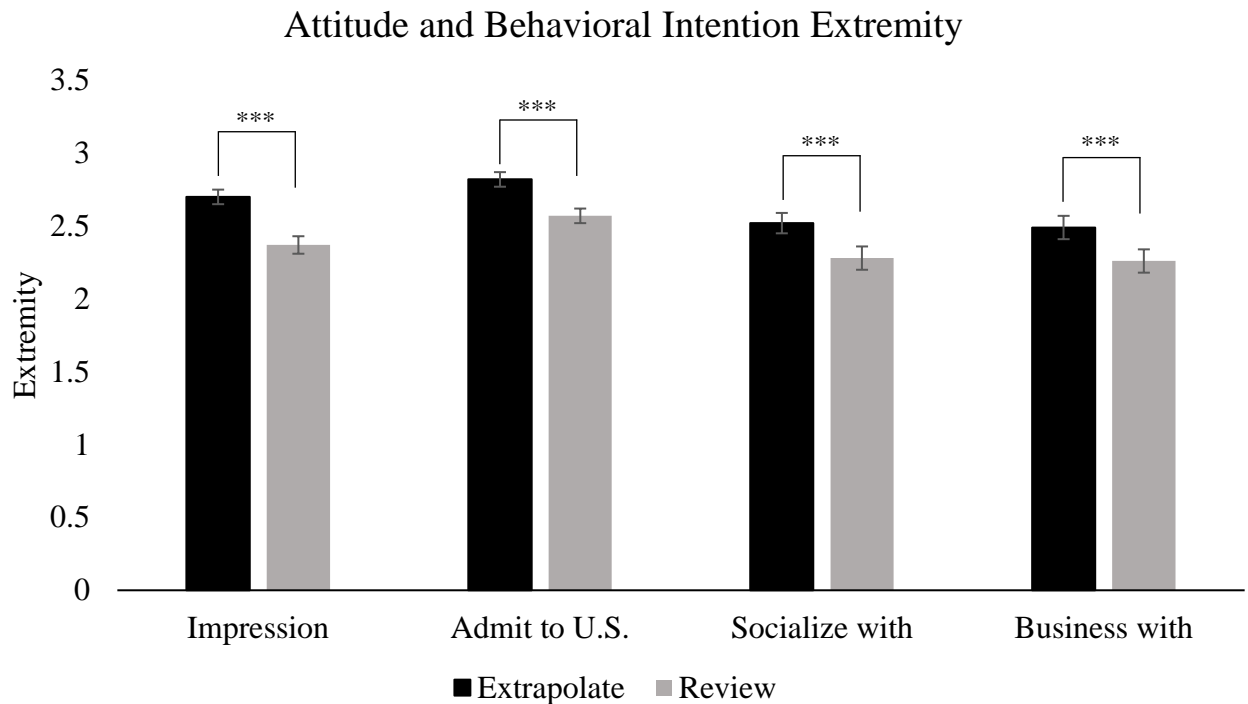 Attitude and Behavioral Intention Extremity
3.5
3
2.5
2
1.5
1
0.5
0
Extremity
***
***
***
***
Impression
Admit to U.S.
Socialize with
Business with
Extrapolate
Review